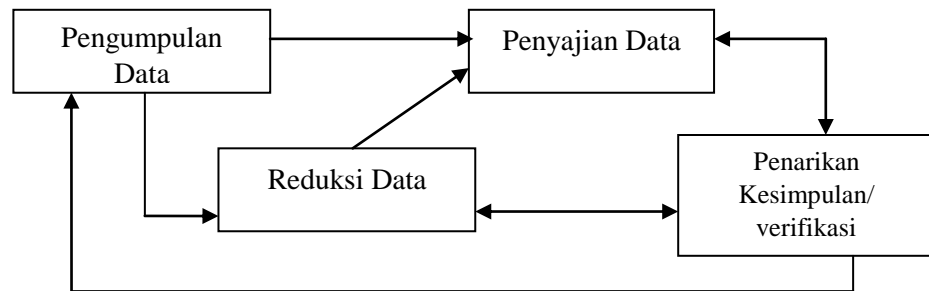 Pengumpulan
Data
Penyajian Data
Reduksi Data
Penarikan
Kesimpulan/
verifikasi